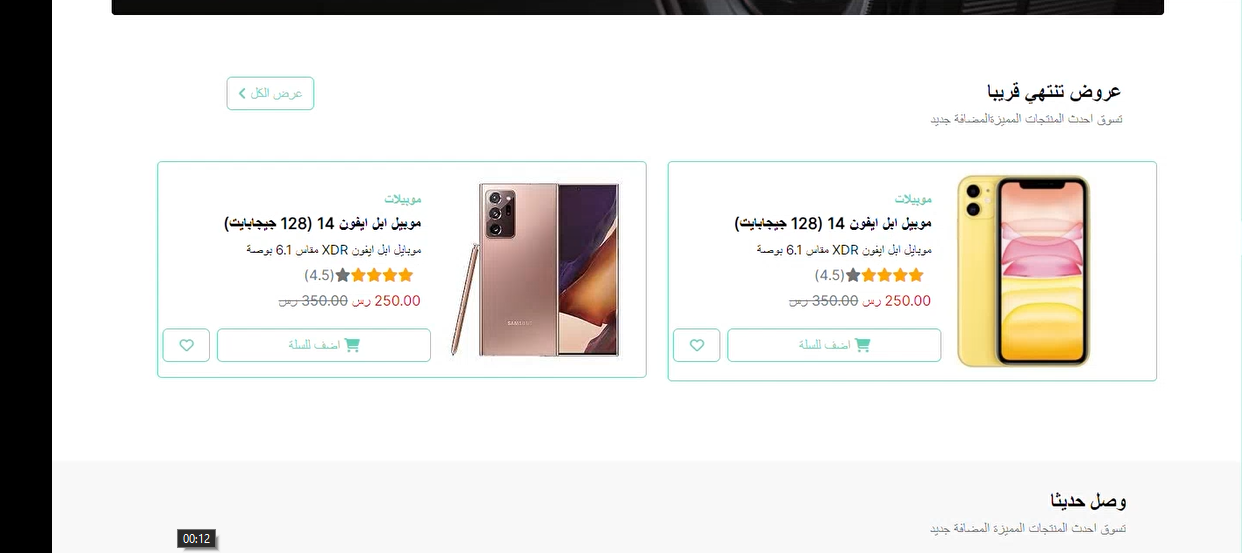 عروض تنتهي قريبا
عرض الكل
تسوق احدث المنتجات المميزةالمضافة جديد
موبيلات
موبيل ابل ايفون 14 (128 جيجابايت)
موبايل ابل ايفون XDR مقاس 6.1 بوصة
(4.5)
250.00 رس 350.00 رس
اضف للسلة
موبيلات
موبيل ابل ايفون 14 (128 جيجابايت)
موبايل ابل ايفون XDR مقاس 6.1 بوصة
(4.5)
250.00 رس 350.00 رس
اضف للسلة
SAMSUNG
وصل حديثا
تسوق احدث المنتجات المميزة المضافة جديد
00:12